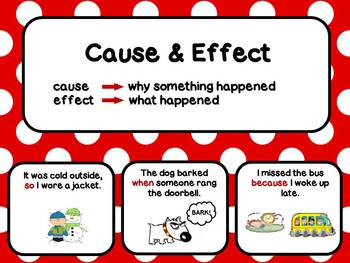 Cause & Effect
cause → why something happened
effect → what happened
It was cold outside,
so I wore a jacket.
The dog barked
when someone rang
the doorbell.
BARK!
I missed the bus
because I woke up
late.